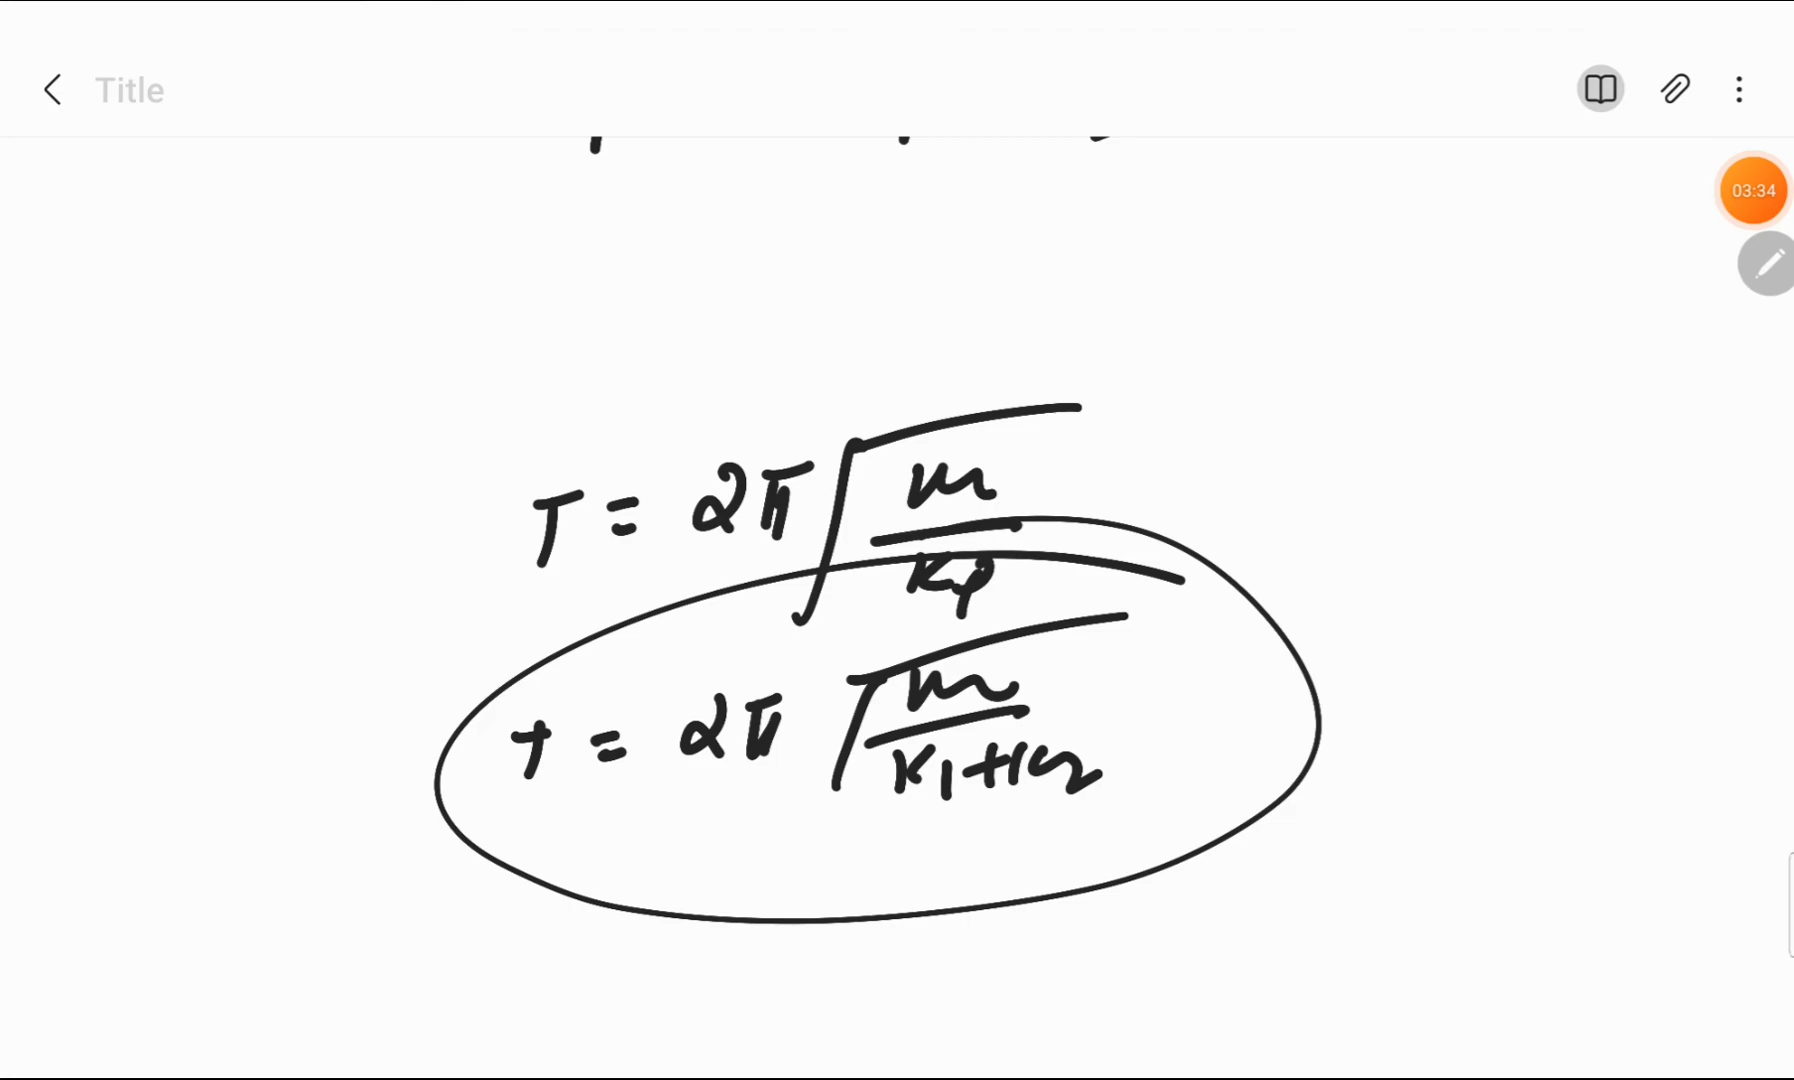 Title
03:34
T = 2π √(m/Kp)
T = 2π √(m/(K1+K2))